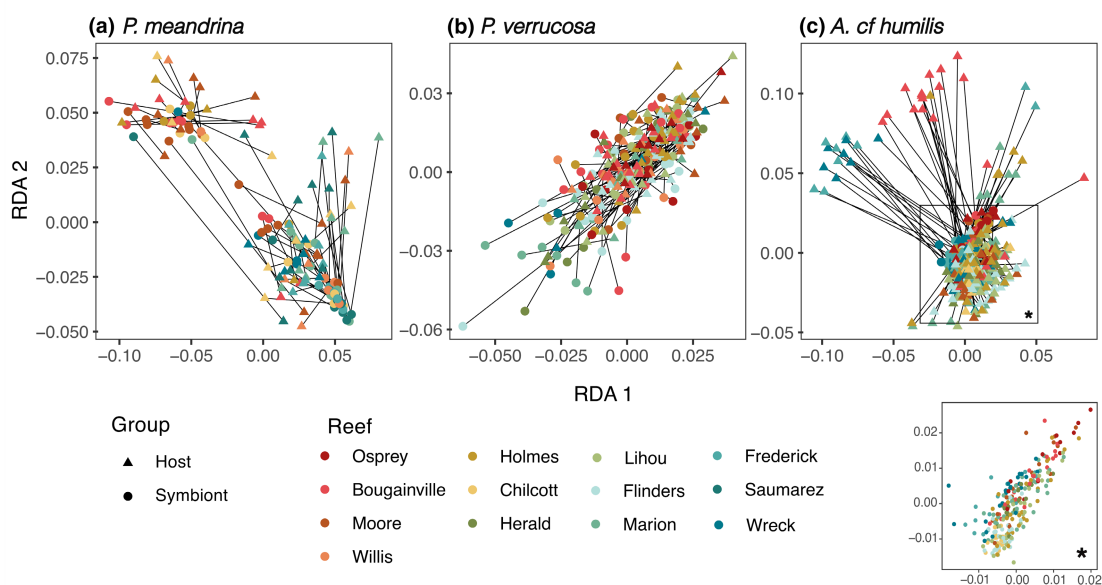 (a) P. meandrina
(b) P. verrucosa
(c) A. cf humilis
RDA 2
0.075
0.050
0.025
0.00
−0.025
−0.050
−0.10 −0.05 0.00 0.05
0.03
0.00
−0.03
−0.06
−0.050 −0.025 0.000 0.025
0.10
0.05
0.00
−0.05
−0.10 −0.05 0.00 0.05
*
RDA 1
Group
Host
Symbiont
Reef
Osprey Holmes Lihou Frederick
Bougainville Chilcott Flinders Saumarez
Moore Herald Marion Wreck
Willis
0.02
0.01
0.00
−0.01
*
−0.01 0.00 0.01 0.02